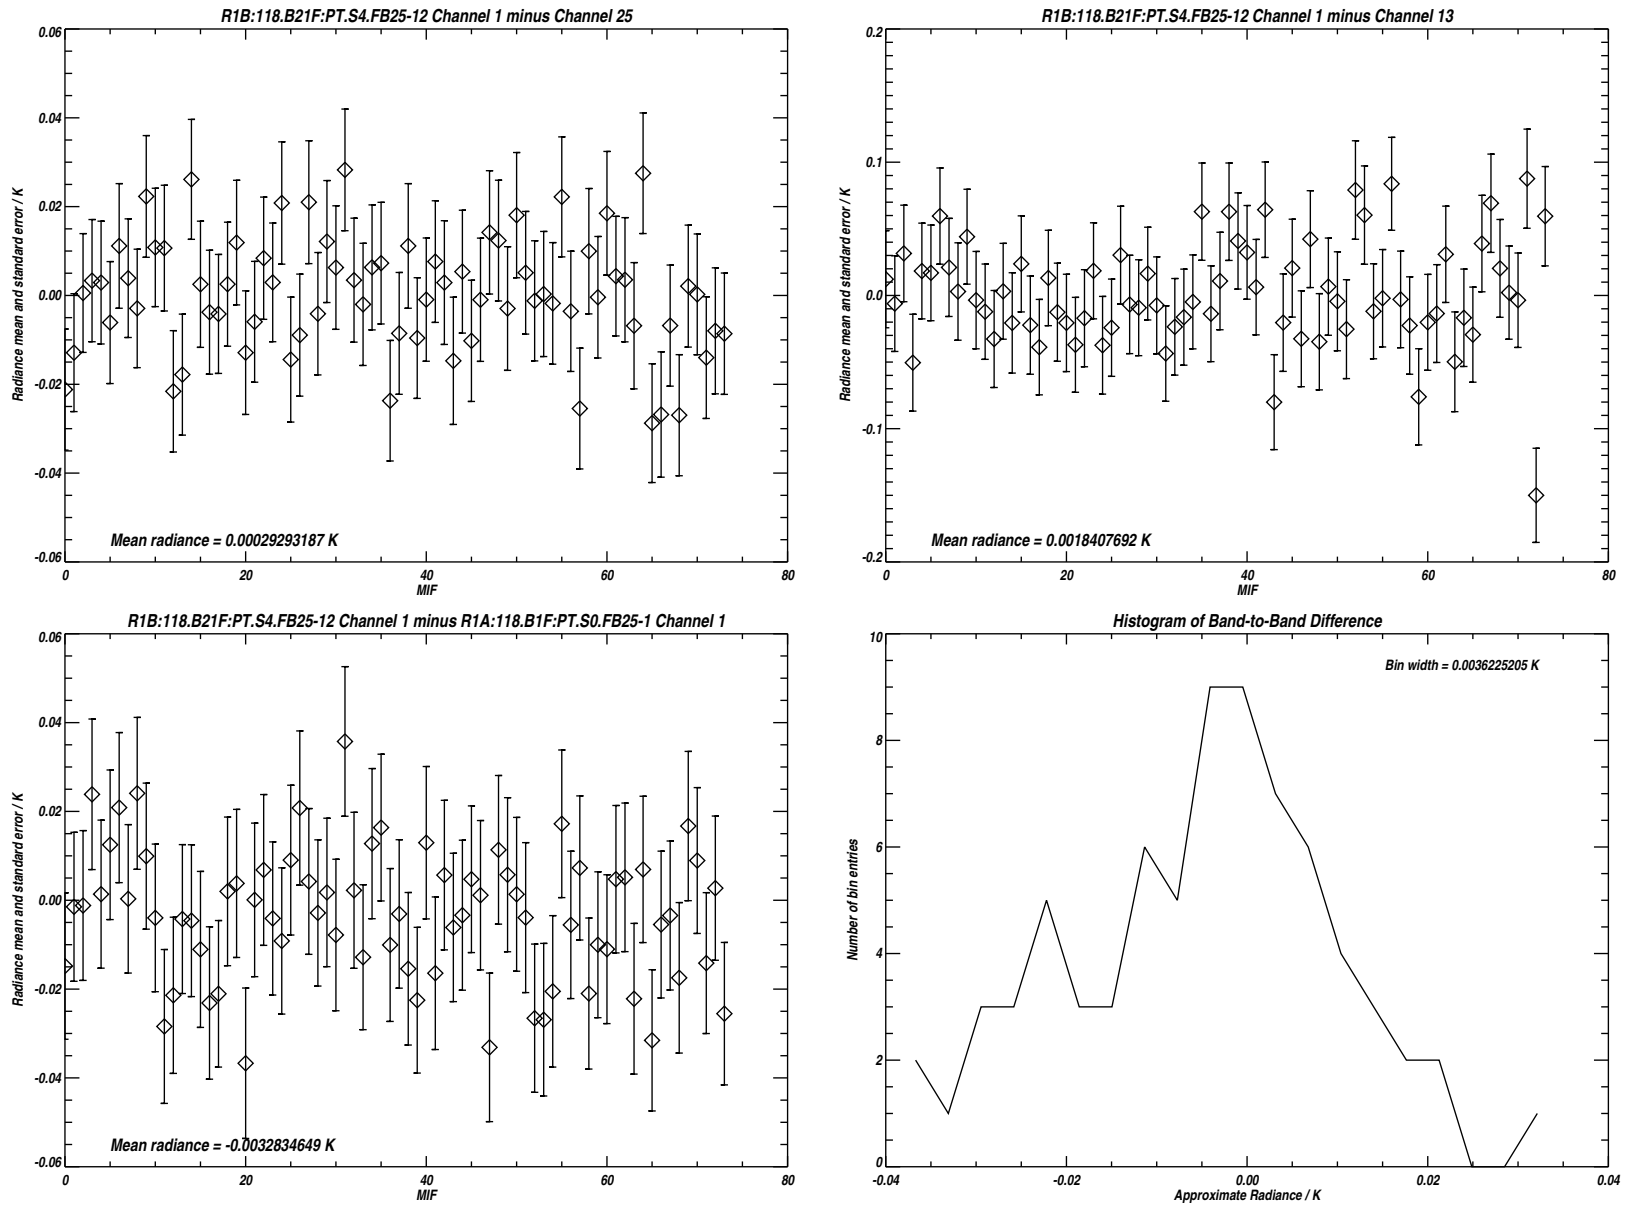 R1B:118.B21F:PT.S4.FB25-12 Channel 1 minus Channel 25
0.06
0.04
0.02
0.00
-0.02
-0.04
-0.06
Radiance mean and standard error / K
Mean radiance = 0.00029293187 K
0 20 40 60 80
MIF
R1B:118.B21F:PT.S4.FB25-12 Channel 1 minus Channel 13
0.2
0.1
0.0
-0.1
-0.2
Radiance mean and standard error / K
Mean radiance = 0.0018407692 K
0 20 40 60 80
MIF
R1B:118.B21F:PT.S4.FB25-12 Channel 1 minus R1A:118.B1F:PT.S0.FB25-1 Channel 1
0.06
0.04
0.02
0.00
-0.02
-0.04
-0.06
Radiance mean and standard error / K
Mean radiance = -0.0032834649 K
0 20 40 60 80
MIF
Histogram of Band-to-Band Difference
Bin width = 0.0036225205 K
10
8
6
4
2
0
Number of bin entries
-0.04 -0.02 0.00 0.02 0.04
Approximate Radiance / K